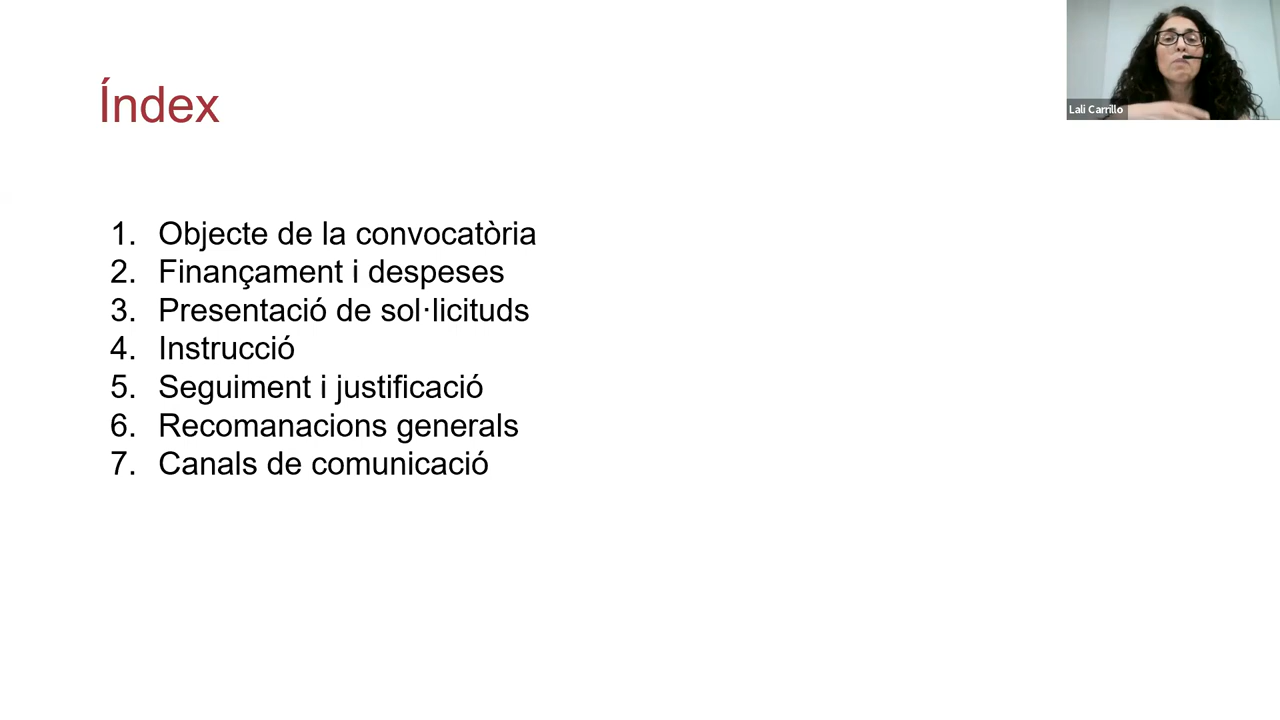 Índex
Lali Carrillo
1. Objecte de la convocatòria
2. Finançament i despeses
3. Presentació de sol·licituds
4. Instrucció
5. Seguiment i justificació
6. Recomanacions generals
7. Canals de comunicació